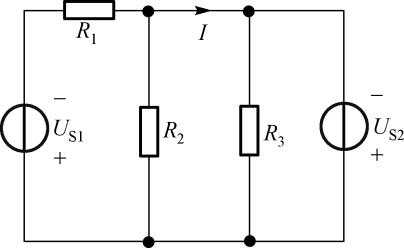 R1
I
−
US1
+
R2
R3
−
US2
+